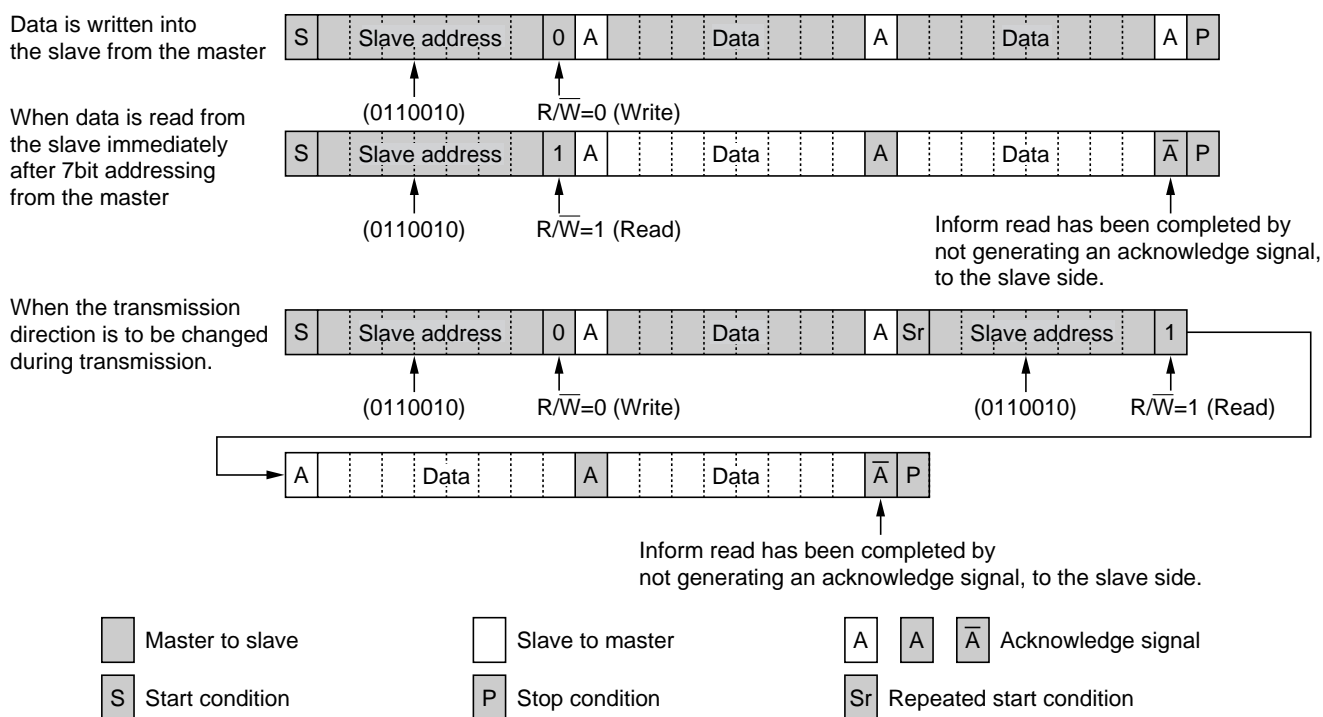 Data is written into
the slave from the master
S Slave address 0 A Data A Data A P
(0110010) R/W̅=0 (Write)
When data is read from
the slave immediately
after 7bit addressing
from the master
S Slave address 1 A Data A Data A̅ P
(0110010) R/W̅=1 (Read)
Inform read has been completed by
not generating an acknowledge signal,
to the slave side.
When the transmission
direction is to be changed
during transmission.
S Slave address 0 A Data A Sr Slave address 1
(0110010) R/W̅=0 (Write) (0110010) R/W̅=1 (Read)
A Data A Data A̅ P
Inform read has been completed by
not generating an acknowledge signal, to the slave side.
Master to slave Slave to master A A A̅ Acknowledge signal
S Start condition P Stop condition Sr Repeated start condition